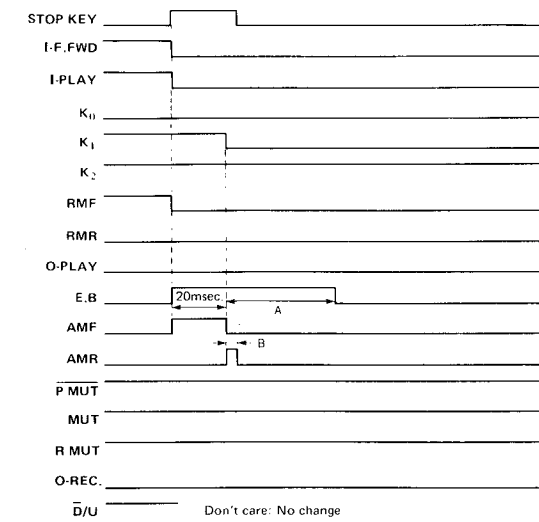 STOP KEY
I-F.FWD
I-PLAY
K₀
K₁
K₂
RMF
RMR
O-PLAY
E.B 20msec. A
AMF
AMR B
P̅ ̅M̅U̅T̅
MUT
R MUT
O-REC.
D̅/U Don't care: No change